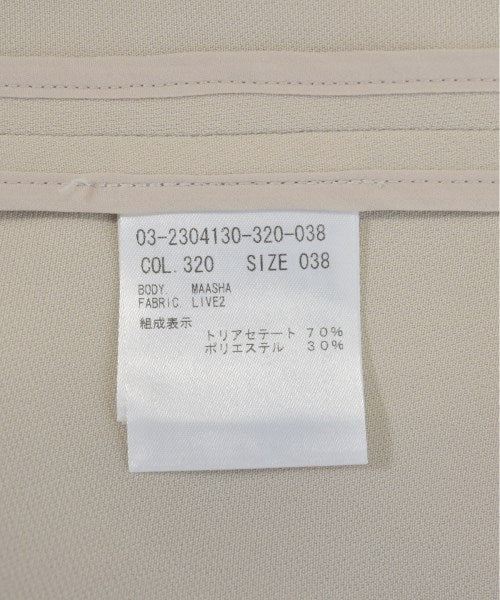 03-2304130-320-038
COL. 320 SIZE 038
BODY MAASHA
FABRIC LIVE2
組成表示
トリアセテート 70%
ポリエステル 30%